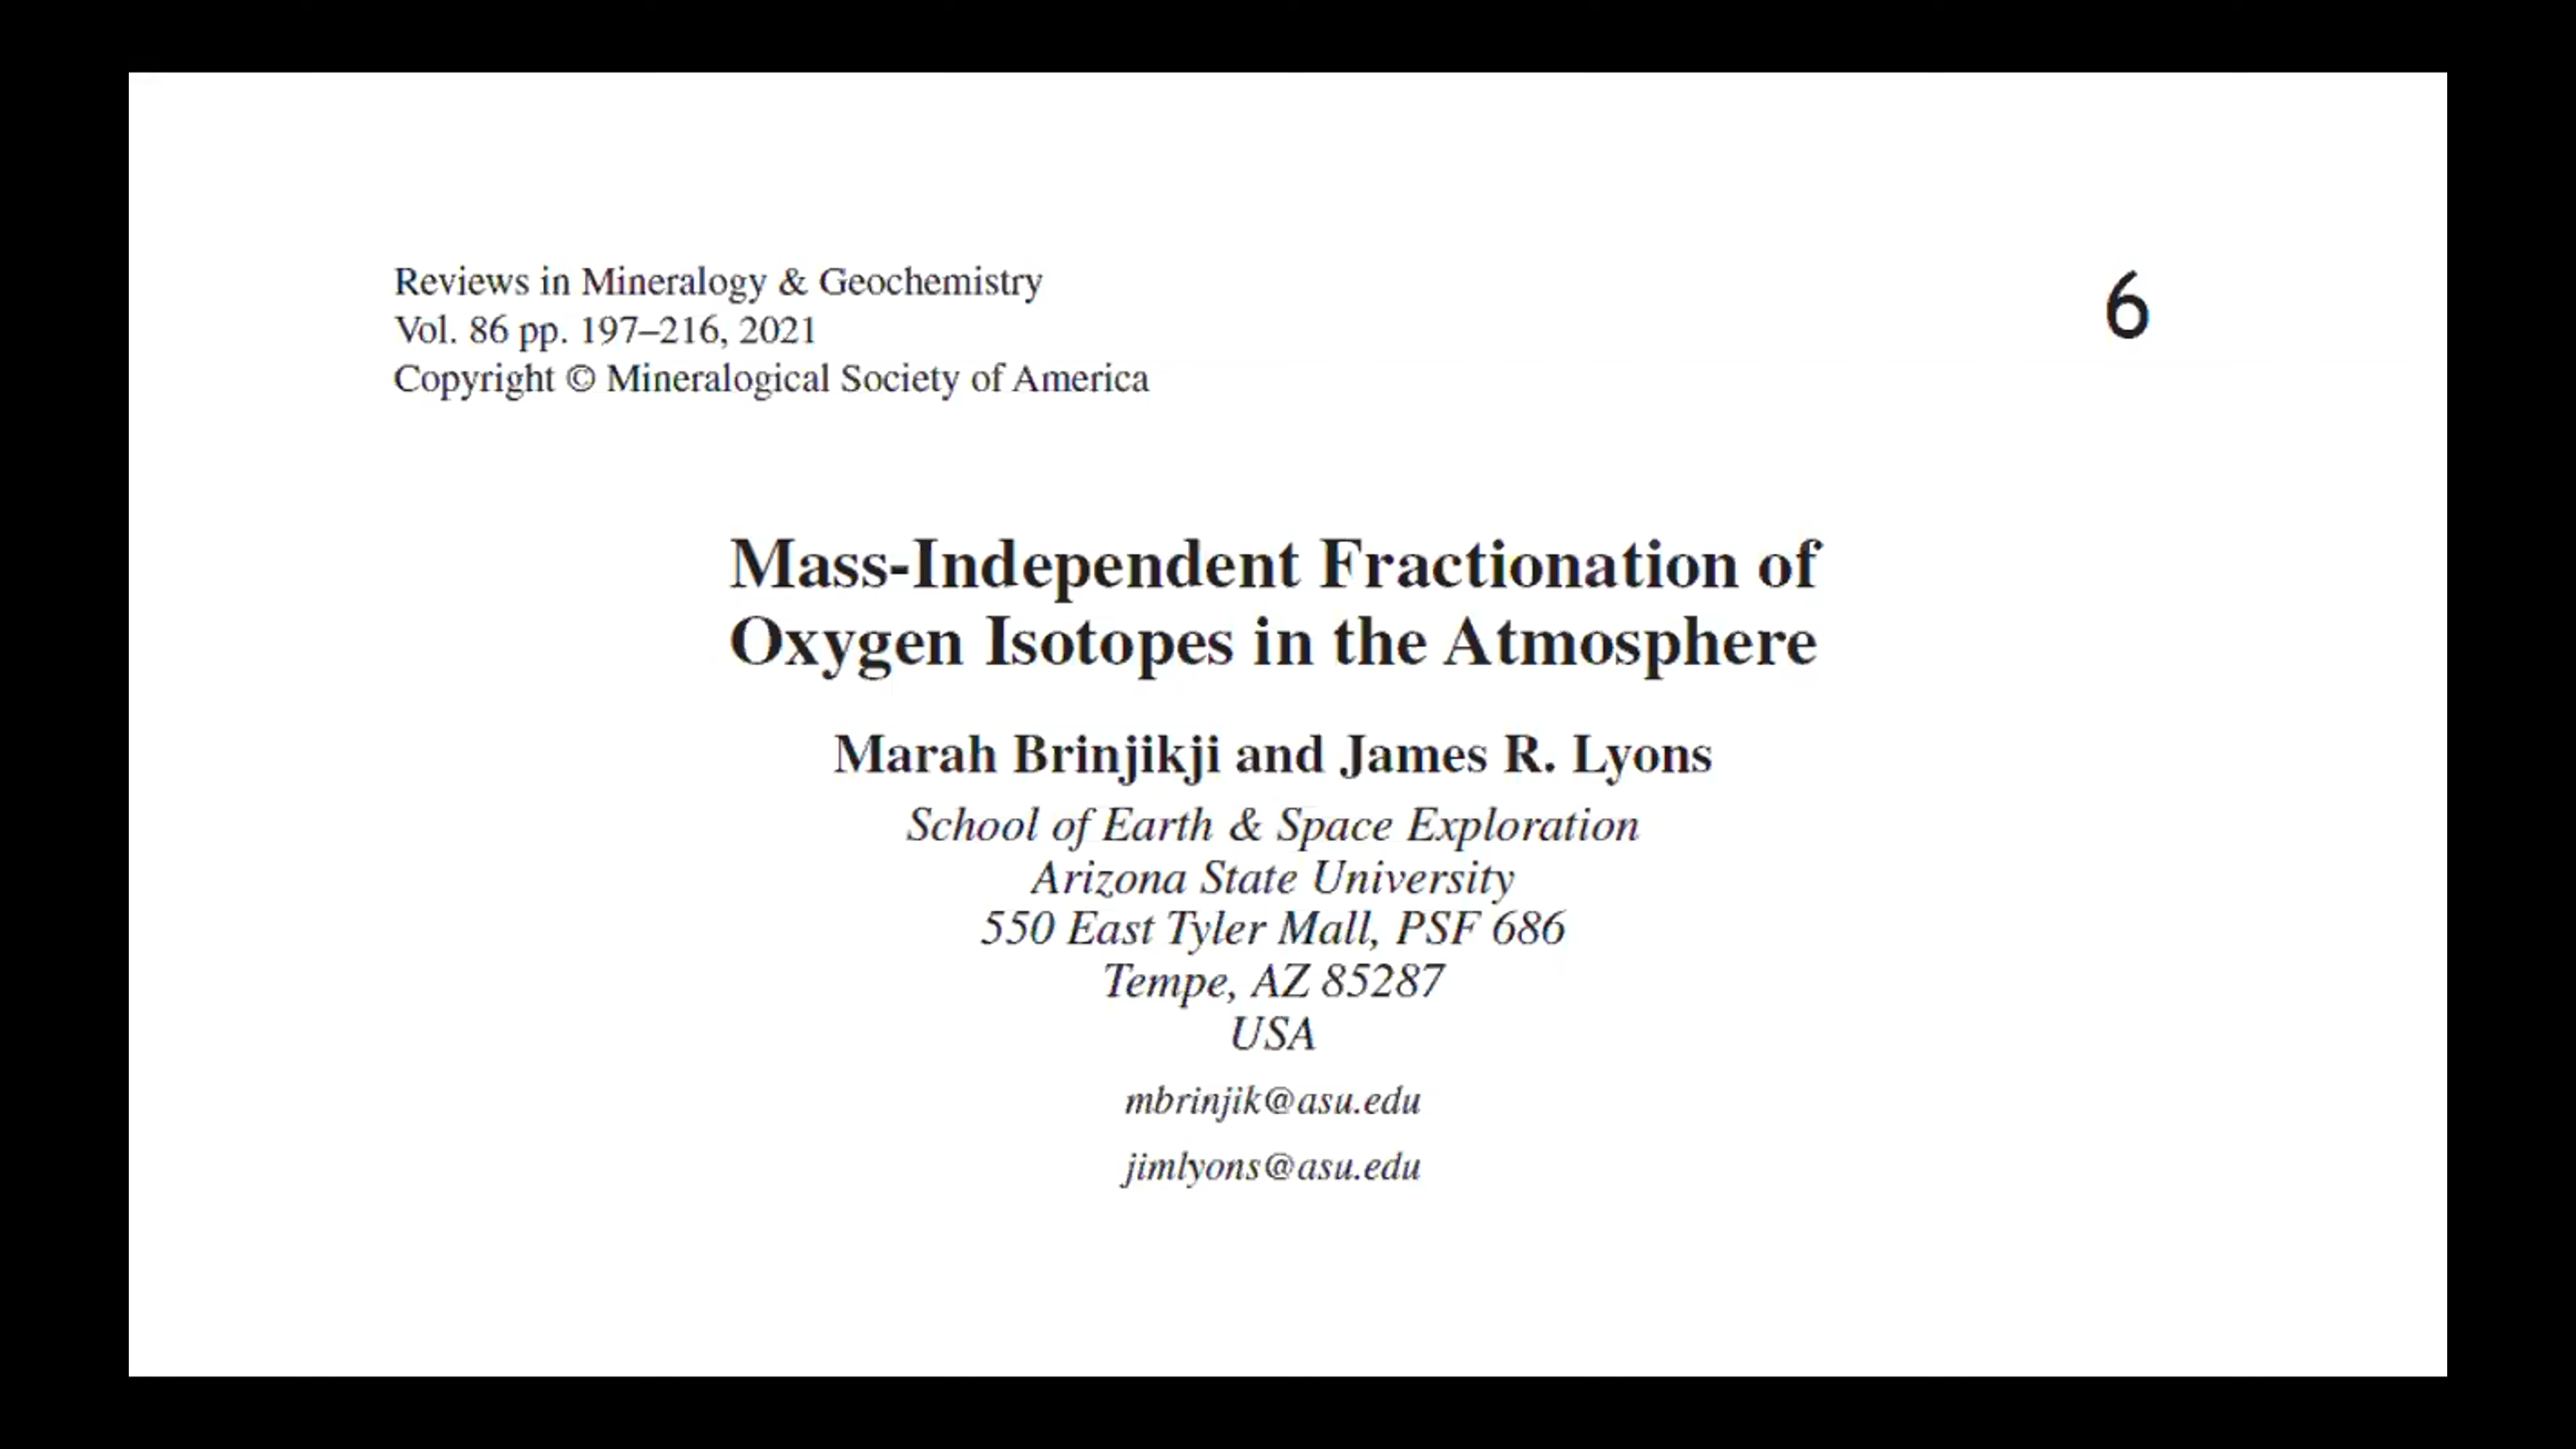 Reviews in Mineralogy & Geochemistry
Vol. 86 pp. 197–216, 2021
Copyright © Mineralogical Society of America
6
Mass-Independent Fractionation of
Oxygen Isotopes in the Atmosphere
Marah Brinjikji and James R. Lyons
School of Earth & Space Exploration
Arizona State University
550 East Tyler Mall, PSF 686
Tempe, AZ 85287
USA
mbrinjik@asu.edu
jimlyons@asu.edu